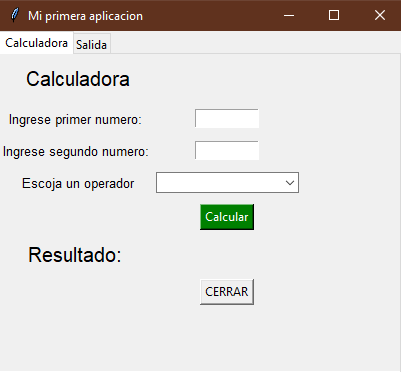 Mi primera aplicacion
Calculadora Salida
Calculadora
Ingrese primer numero:
Ingrese segundo numero:
Escoja un operador
Calcular
Resultado:
CERRAR